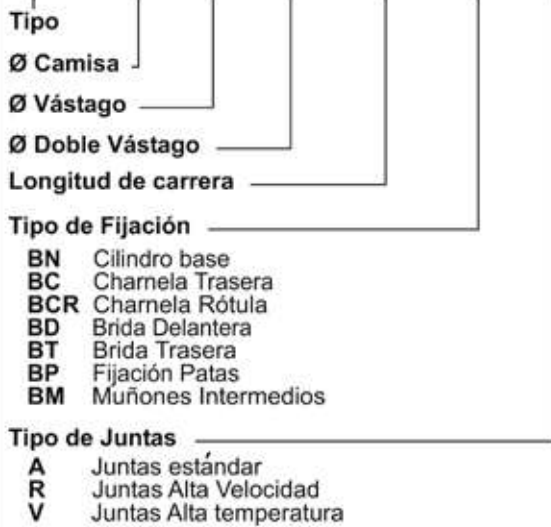 Tipo
Ø Camisa
Ø Vástago
Ø Doble Vástago
Longitud de carrera
Tipo de Fijación
BN Cilindro base
BC Charnela Trasera
BCR Charnela Rótula
BD Brida Delantera
BT Brida Trasera
BP Fijación Patas
BM Muñones Intermedios
Tipo de Juntas
A Juntas estándar
R Juntas Alta Velocidad
V Juntas Alta temperatura